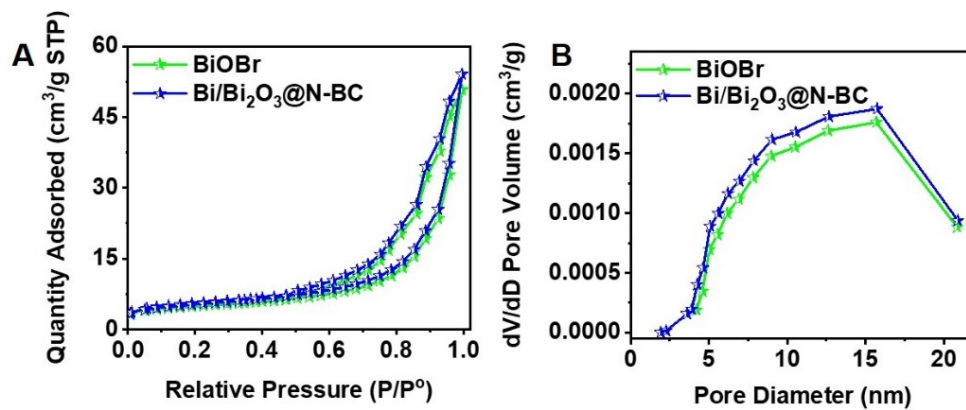 A
BiOBr
Bi/Bi₂O₃@N-BC
Quantity Adsorbed (cm³/g STP)
60
45
30
15
0
0.0 0.2 0.4 0.6 0.8 1.0
Relative Pressure (P/Pº)
B
BiOBr
Bi/Bi₂O₃@N-BC
dV/dD Pore Volume (cm³/g)
0.0020
0.0015
0.0010
0.0005
0.0000
0 5 10 15 20
Pore Diameter (nm)